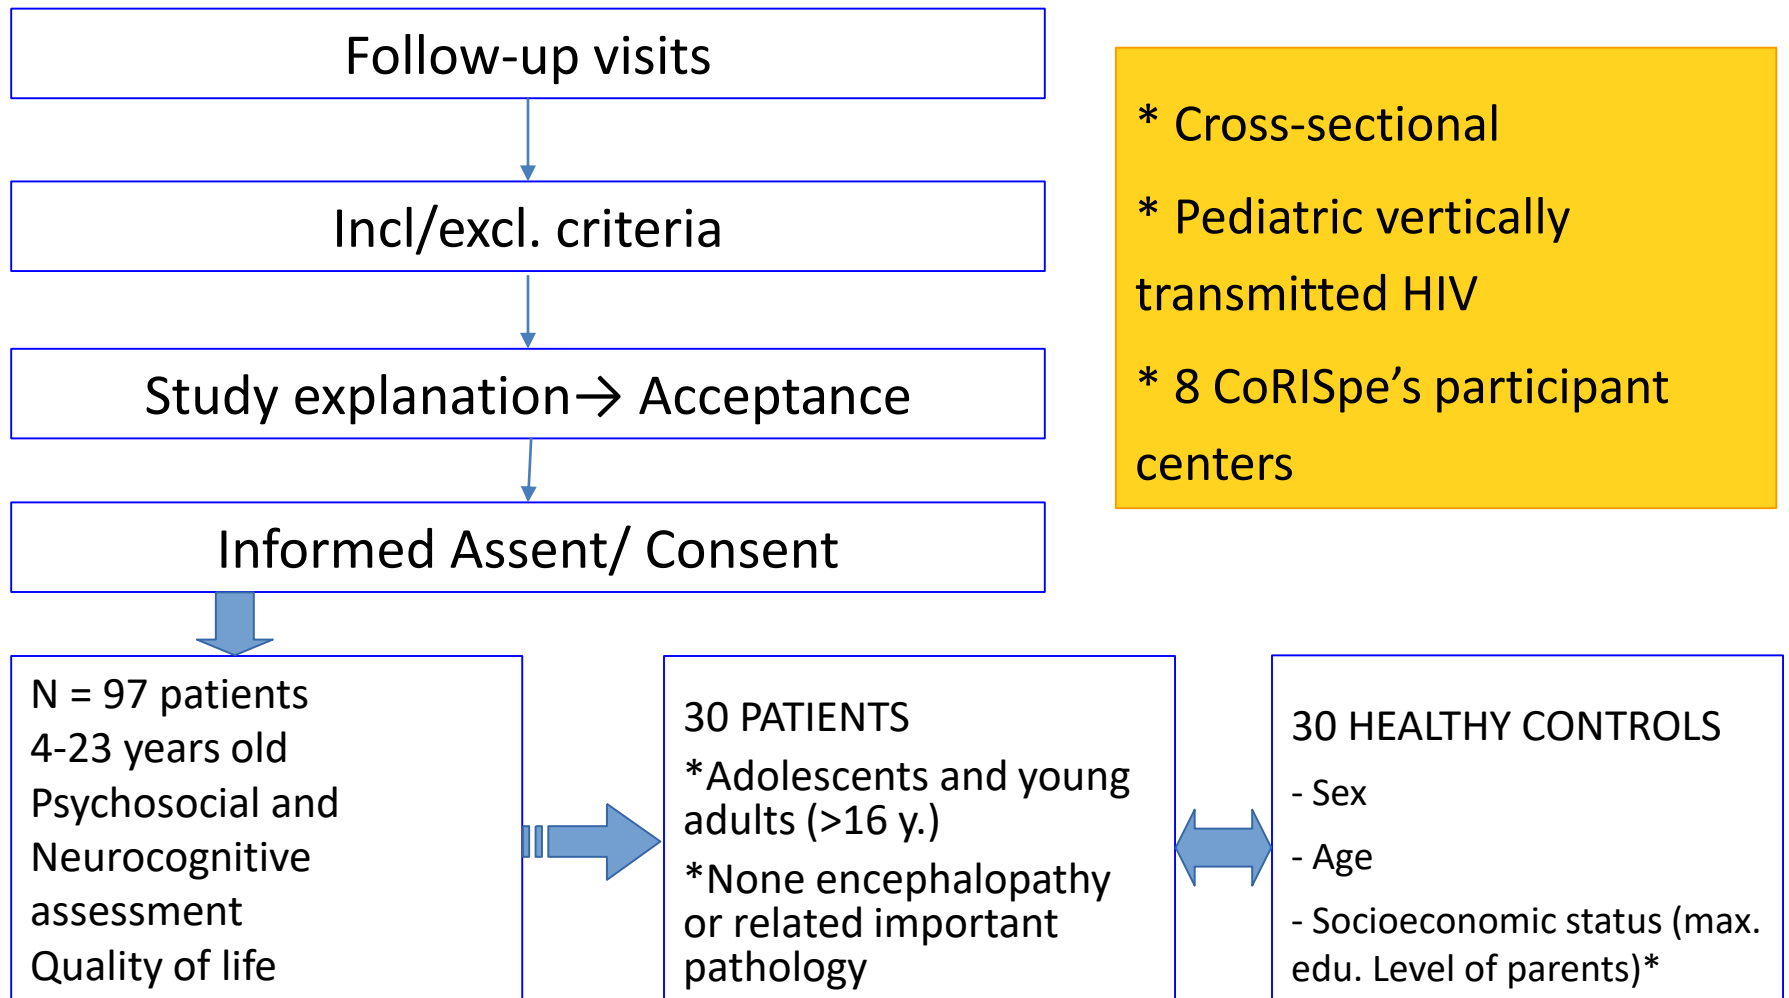 Follow-up visits
Incl/excl. criteria
Study explanation→ Acceptance
Informed Assent/ Consent
* Cross-sectional
* Pediatric vertically
transmitted HIV
* 8 CoRISpe’s participant
centers
N = 97 patients
4-23 years old
Psychosocial and
Neurocognitive
assessment
Quality of life
30 PATIENTS
*Adolescents and young
adults (>16 y.)
*None encephalopathy
or related important
pathology
30 HEALTHY CONTROLS
- Sex
- Age
- Socioeconomic status (max.
edu. Level of parents)*